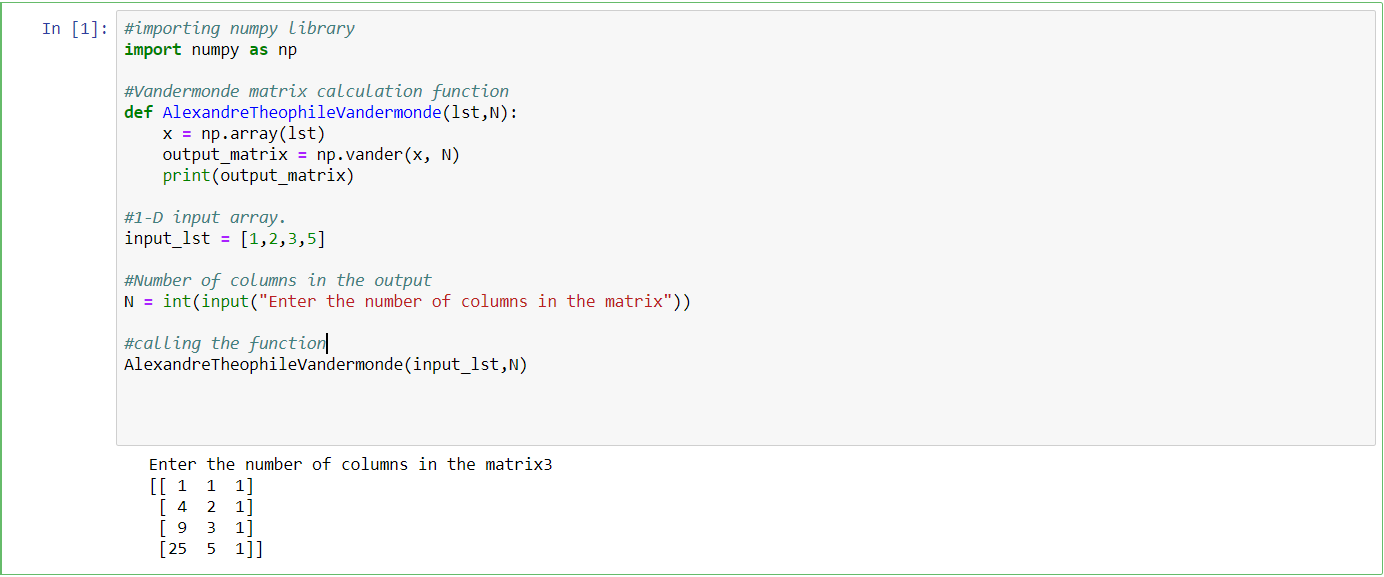 In [1]: #importing numpy library
import numpy as np
#Vandermonde matrix calculation function
def AlexandreTheophileVandermonde(lst,N):
    x = np.array(lst)
    output_matrix = np.vander(x, N)
    print(output_matrix)
#1-D input array.
input_lst = [1,2,3,5]
#Number of columns in the output
N = int(input("Enter the number of columns in the matrix"))
#calling the function
AlexandreTheophileVandermonde(input_lst,N)
Enter the number of columns in the matrix3
[[ 1  1  1]
 [ 4  2  1]
 [ 9  3  1]
 [25  5  1]]